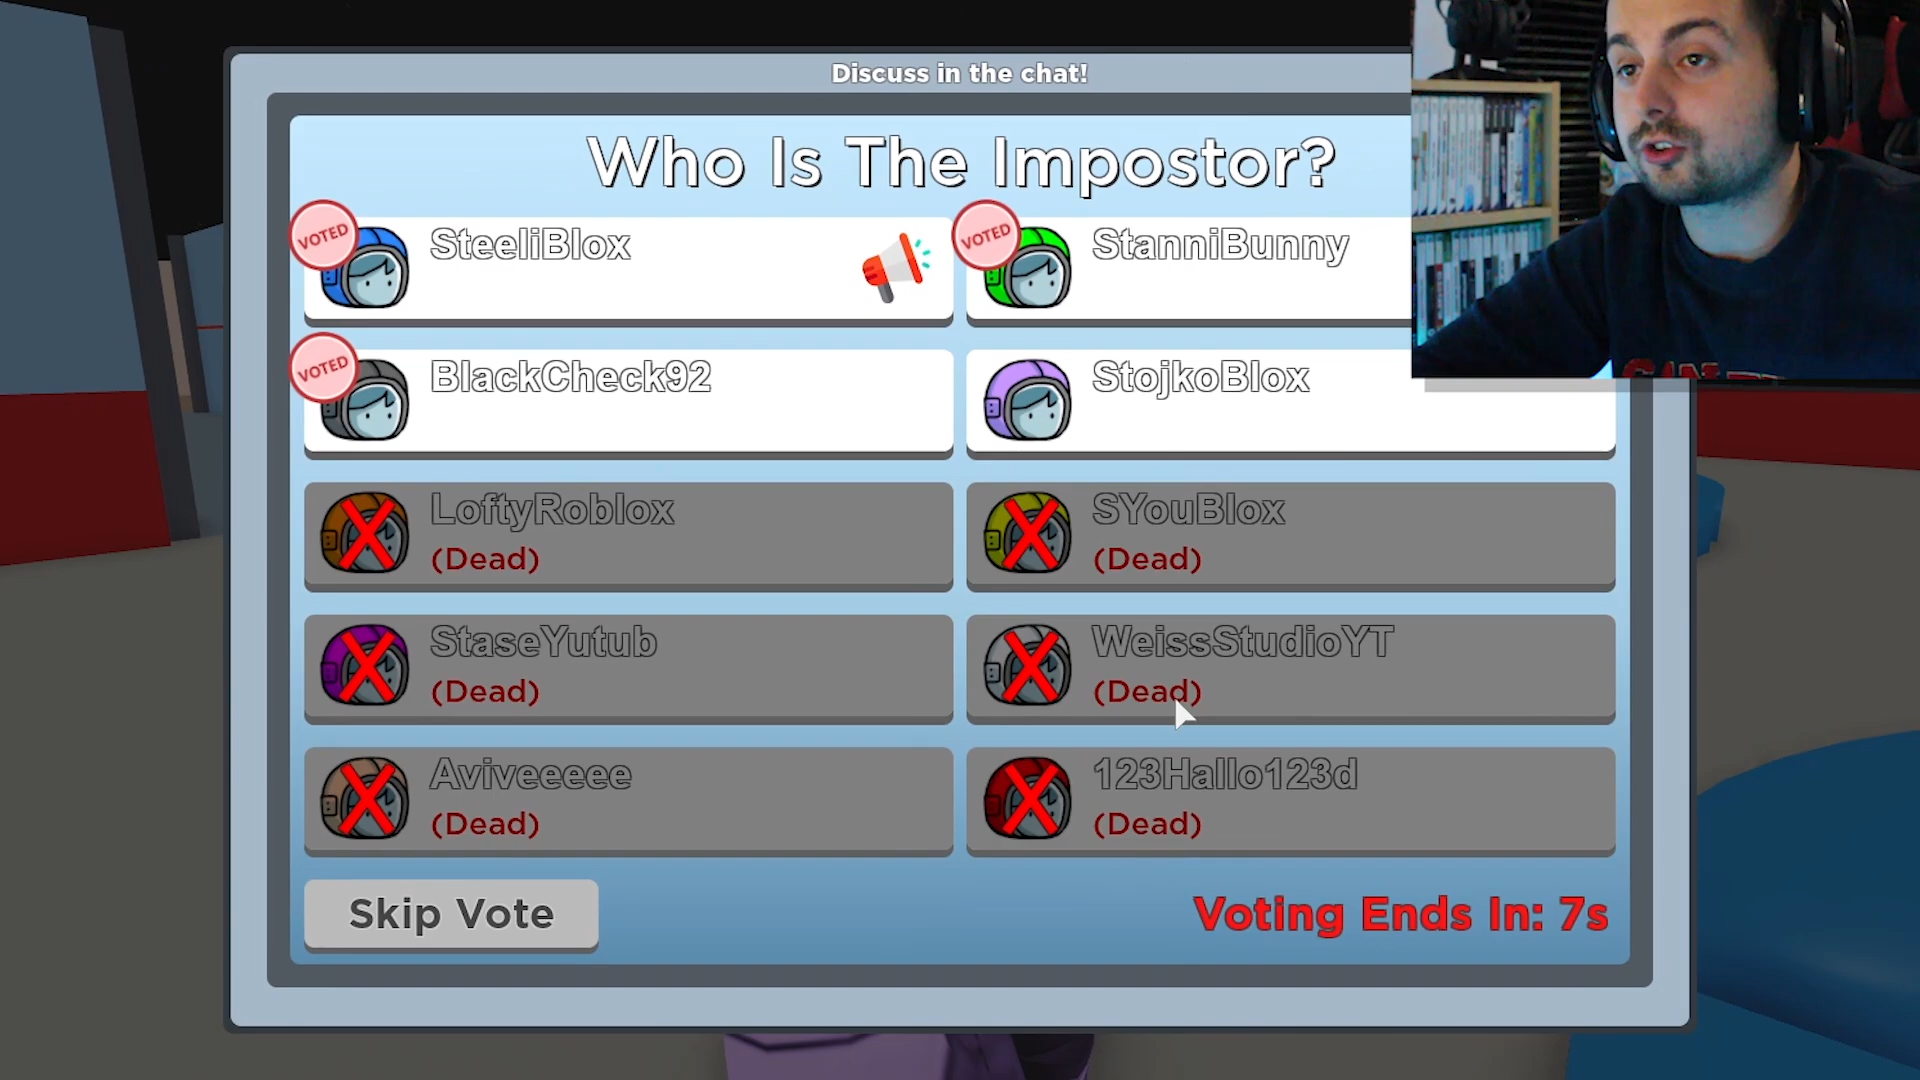 Discuss in the chat!
Who Is The Impostor?
VOTED
SteeliBlox
VOTED
StanniBunny
VOTED
BlackCheck92
StojkoBlox
LoftyRoblox
(Dead)
SYouBlox
(Dead)
StaseYutub
(Dead)
WeissStudioYT
(Dead)
Aviveeeee
(Dead)
123Hallo123d
(Dead)
Skip Vote
Voting Ends In: 7s